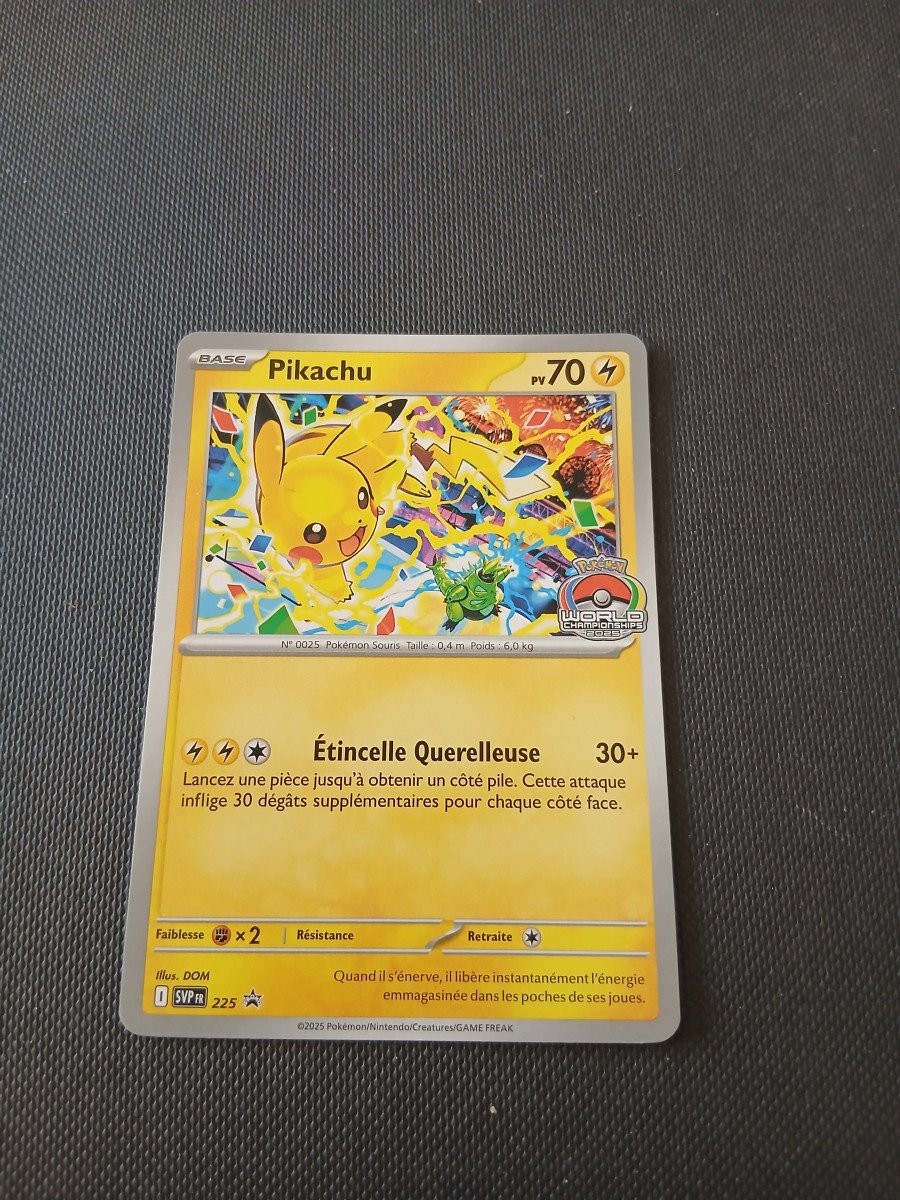 BASE
Pikachu
PV 70
Pokémon
WORLD
CHAMPIONSHIPS
2025
N° 0025 Pokémon Souris Taille : 0,4 m Poids : 6,0 kg
Étincelle Querelleuse 30+
Lancez une pièce jusqu'à obtenir un côté pile. Cette attaque
inflige 30 dégâts supplémentaires pour chaque côté face.
Faiblesse ×2 Résistance Retraite
Illus. DOM
Quand il s'énerve, il libère instantanément l'énergie
emmagasinée dans les poches de ses joues.
I SVP FR 225
©2025 Pokémon/Nintendo/Creatures/GAME FREAK